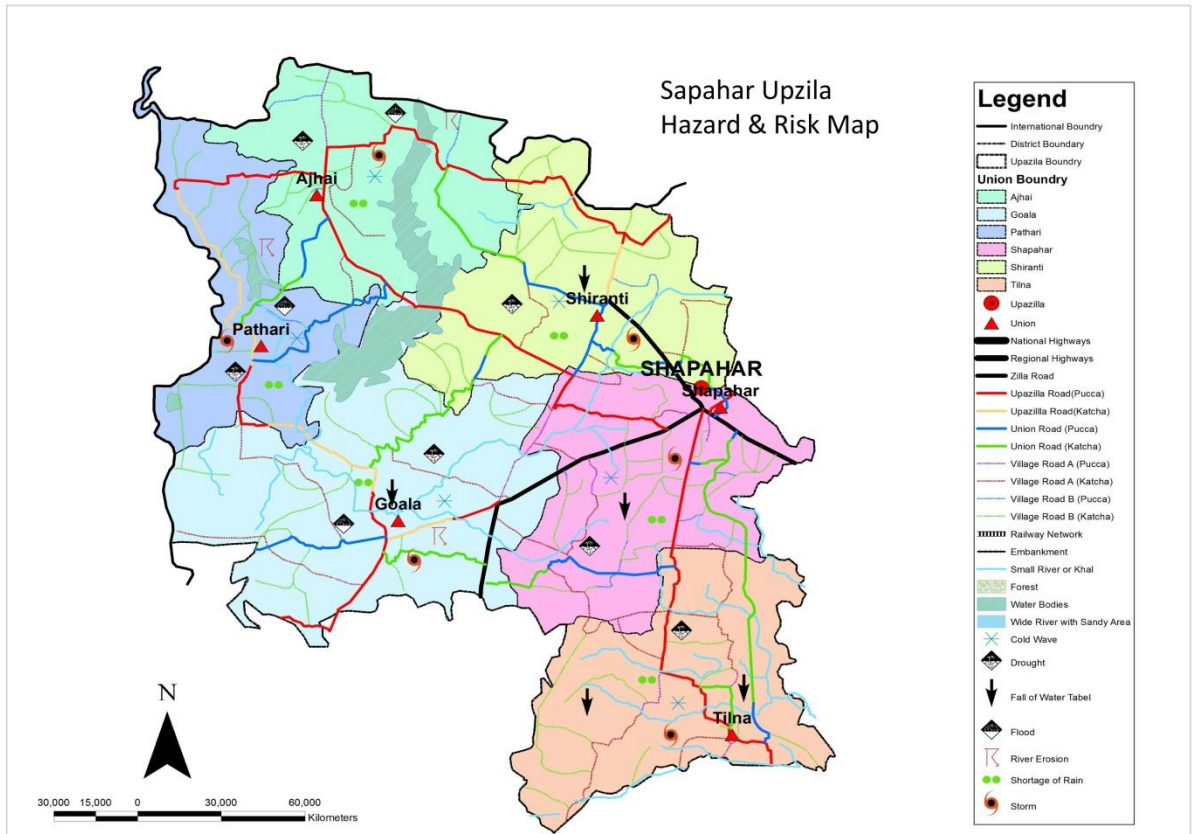 Sapahar Upzila
Hazard & Risk Map
Ajhai
Shiranti
Pathari
SHAPAHAR
Shapahar
Goala
Tilna
N
30,000 15,000 0 30,000 60,000
Kilometers
Legend
International Boundary
District Boundary
Upazila Boundry
Union Boundry
Ajhai
Goala
Pathari
Shapahar
Shiranti
Tilna
Upazilla
Union
National Highways
Regional Highways
Zilla Road
Upazilla Road(Pucca)
Upazillla Road(Katcha)
Union Road (Pucca)
Union Road (Katcha)
Village Road A (Pucca)
Village Road A (Katcha)
Village Road B (Pucca)
Village Road B (Katcha)
Railway Network
Embankment
Small River or Khal
Forest
Water Bodies
Wide River with Sandy Area
Cold Wave
Drought
Fall of Water Tabel
Flood
River Erosion
Shortage of Rain
Storm